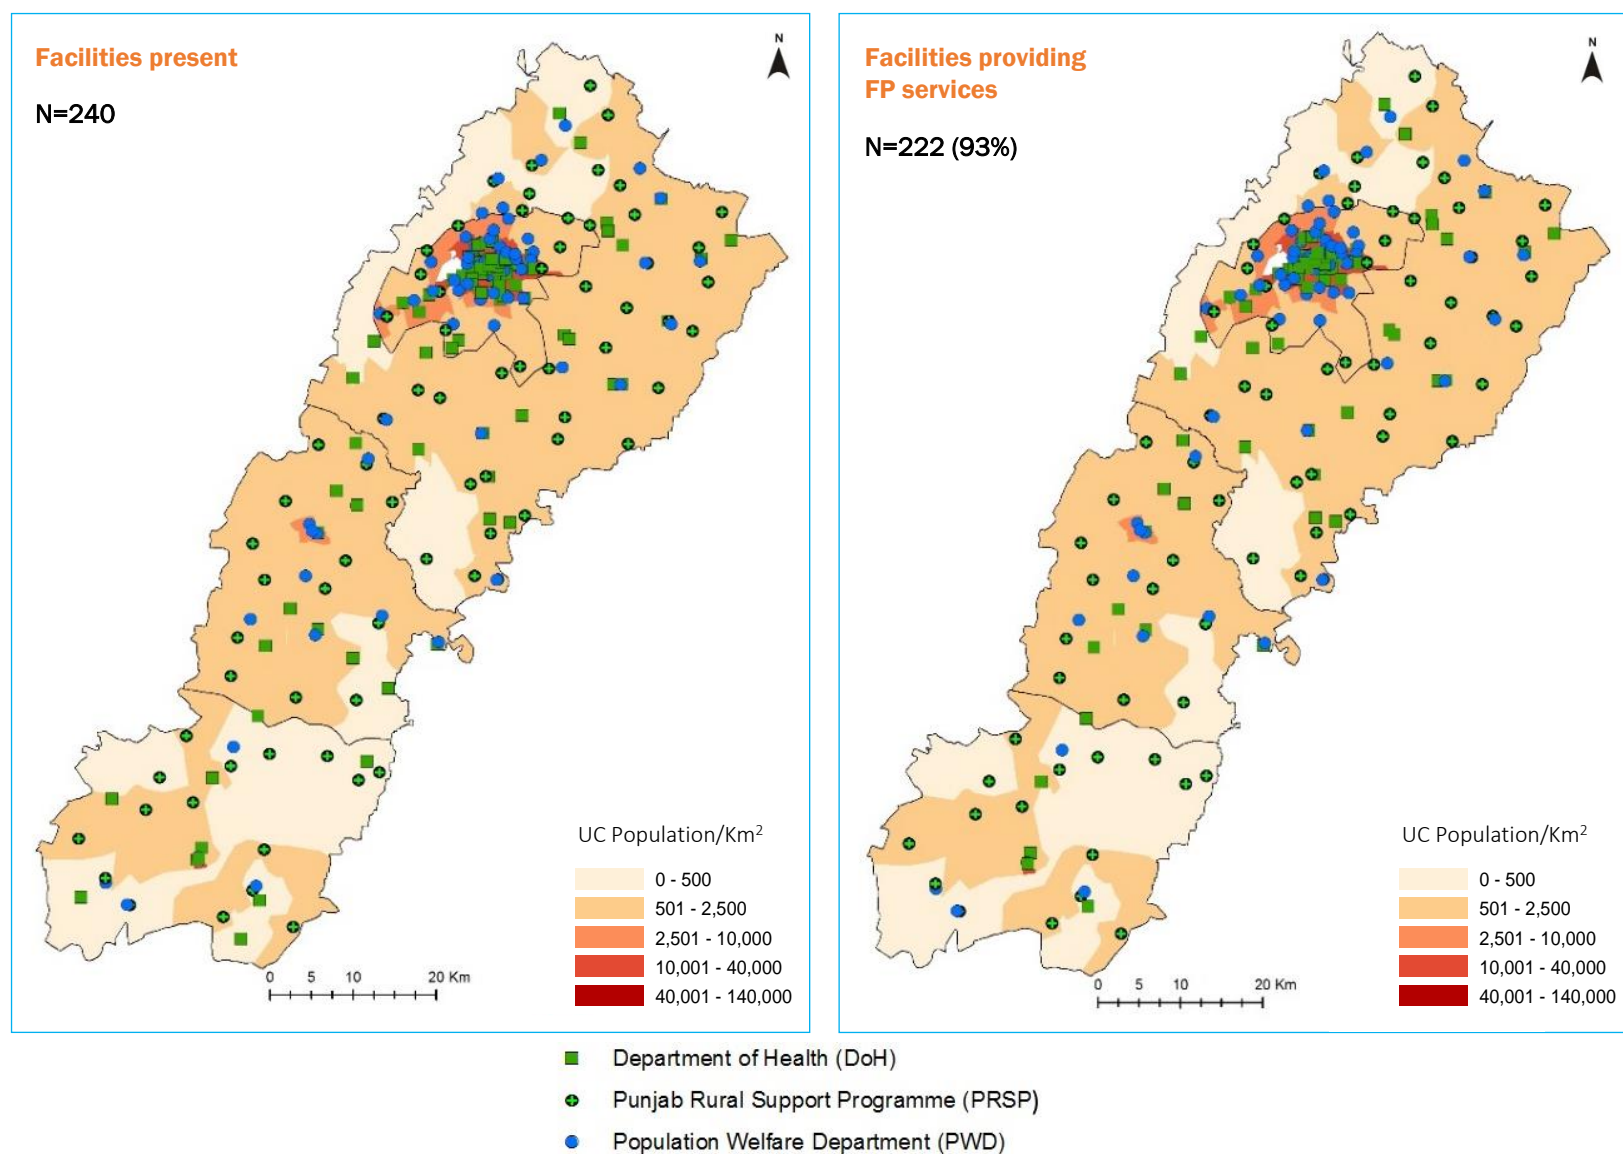 Facilities present
N=240
N
UC Population/Km2
0 - 500
501 - 2,500
2,501 - 10,000
10,001 - 40,000
40,001 - 140,000
0 5 10 20 Km
Facilities providing
FP services
N=222 (93%)
N
UC Population/Km2
0 - 500
501 - 2,500
2,501 - 10,000
10,001 - 40,000
40,001 - 140,000
0 5 10 20 Km
Department of Health (DoH)
Punjab Rural Support Programme (PRSP)
Population Welfare Department (PWD)